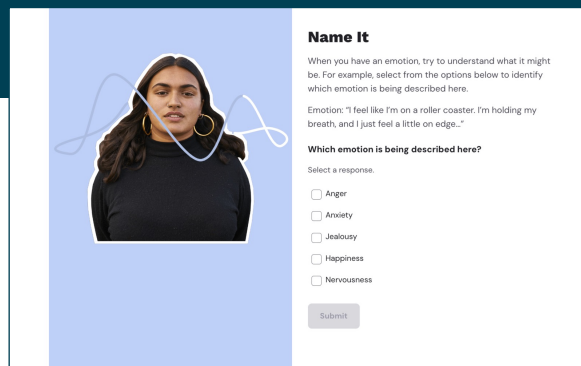 Name It
When you have an emotion, try to understand what it might
be. For example, select from the options below to identify
which emotion is being described here.
Emotion: “I feel like I’m on a roller coaster. I’m holding my
breath, and I just feel a little on edge…”
Which emotion is being described here?
Select a response.
Anger
Anxiety
Jealousy
Happiness
Nervousness
Submit